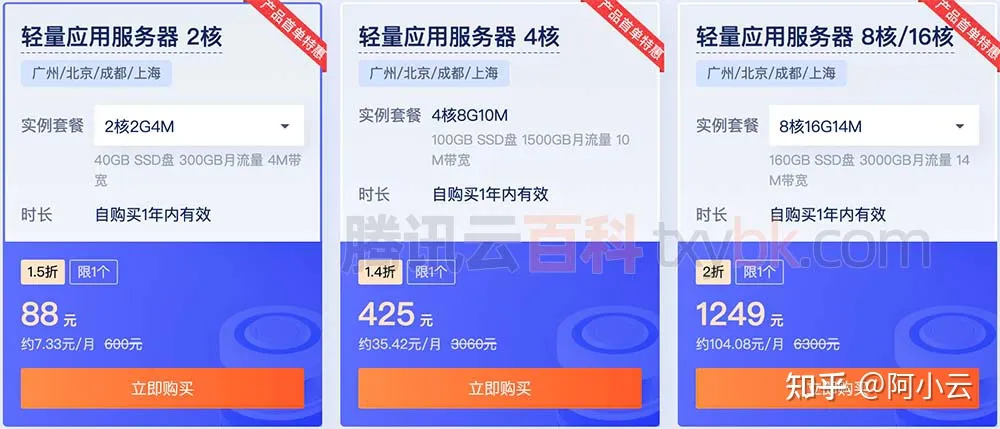 产品首单特惠
轻量应用服务器 2核
广州/北京/成都/上海
实例套餐
2核2G4M
40GB SSD盘 300GB月流量 4M带
宽
时长
自购买1年内有效
1.5折
限1个
88 元
约7.33元/月 600元
立即购买
产品首单特惠
轻量应用服务器 4核
广州/北京/成都/上海
实例套餐
4核8G10M
100GB SSD盘 1500GB月流量 10
M带宽
时长
自购买1年内有效
1.4折
限1个
425 元
约35.42元/月 3060元
立即购买
产品首单特惠
轻量应用服务器 8核/16核
广州/北京/成都/上海
实例套餐
8核16G14M
160GB SSD盘 3000GB月流量 14
M带宽
时长
自购买1年内有效
2折
限1个
1249 元
约104.08元/月 6300元
立即购买
腾讯云百科 txybk.com
知乎 @阿小云